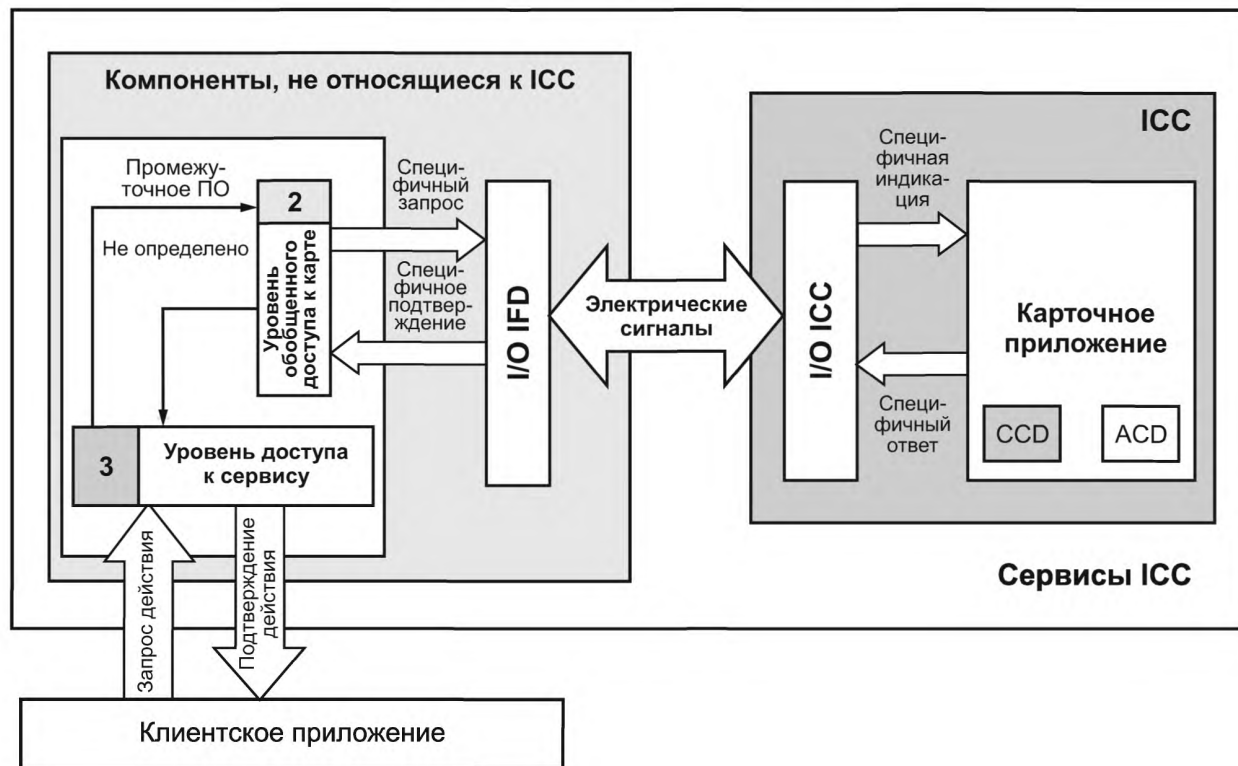 Компоненты, не относящиеся к ICC
Промежу-
точное ПО
Не определено
2
Уровень
обобщенного
доступа к карте
Специ-
фичный
запрос
Специ-
фичное
подтвер-
ждение
I/O IFD
3
Уровень доступа
к сервису
Электрические
сигналы
ICC
I/O ICC
Специ-
фичная
индика-
ция
Специ-
фичный
ответ
Карточное
приложение
CCD
ACD
Сервисы ICC
Запрос действия
Подтверждение
действия
Клиентское приложение